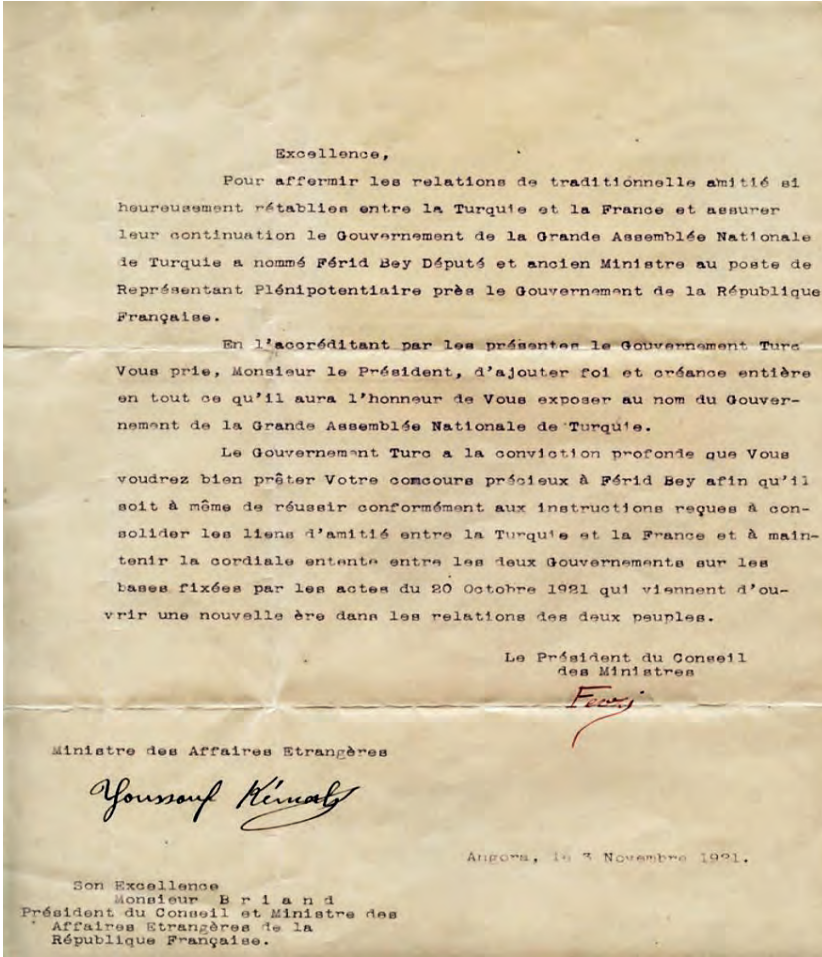 Excellence,
Pour affermir les relations de traditionnelle amitié si
heureusement rétablies entre la Turquie et la France et assurer
leur continuation le Gouvernement de la Grande Assemblée Nationale
de Turquie a nommé Férid Bey Député et ancien Ministre au poste de
Représentant Plénipotentiaire près le Gouvernement de la République
Française.
En l'accréditant par les présentes le Gouvernement Turc
Vous prie, Monsieur le Président, d'ajouter foi et créance entière
en tout ce qu'il aura l'honneur de Vous exposer au nom du Gouver-
nement de la Grande Assemblée Nationale de Turquie.
Le Gouvernement Turc a la conviction profonde que Vous
voudrez bien prêter Votre comcours précieux à Férid Bey afin qu'il
soit à même de réussir conformément aux instructions reçues à con-
solider les liens d'amitié entre la Turquie et la France et à main-
tenir la cordiale entente entre les deux Gouvernements sur les
bases fixées par les actes du 20 Octobre 1921 qui viennent d'ou-
vrir une nouvelle ère dans les relations des deux peuples.
Le Président du Conseil
des Ministres
Fevzi
Ministre des Affaires Etrangères
Youssouf Kémal
Angora, le 3 Novembre 1921.
Son Excellence
Monsieur B r i a n d
Président du Conseil et Ministre des
Affaires Etrangères de la
République Française.